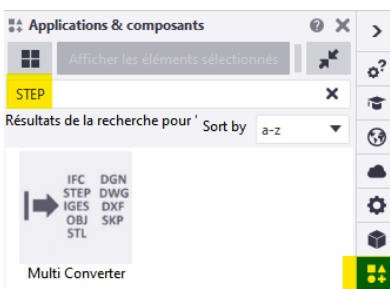 Applications & composants
Afficher les éléments sélectionnés
STEP
Résultats de la recherche pour ' Sort by a-z
IFC DGN
STEP DWG
IGES DXF
OBJ SKP
STL
Multi Converter